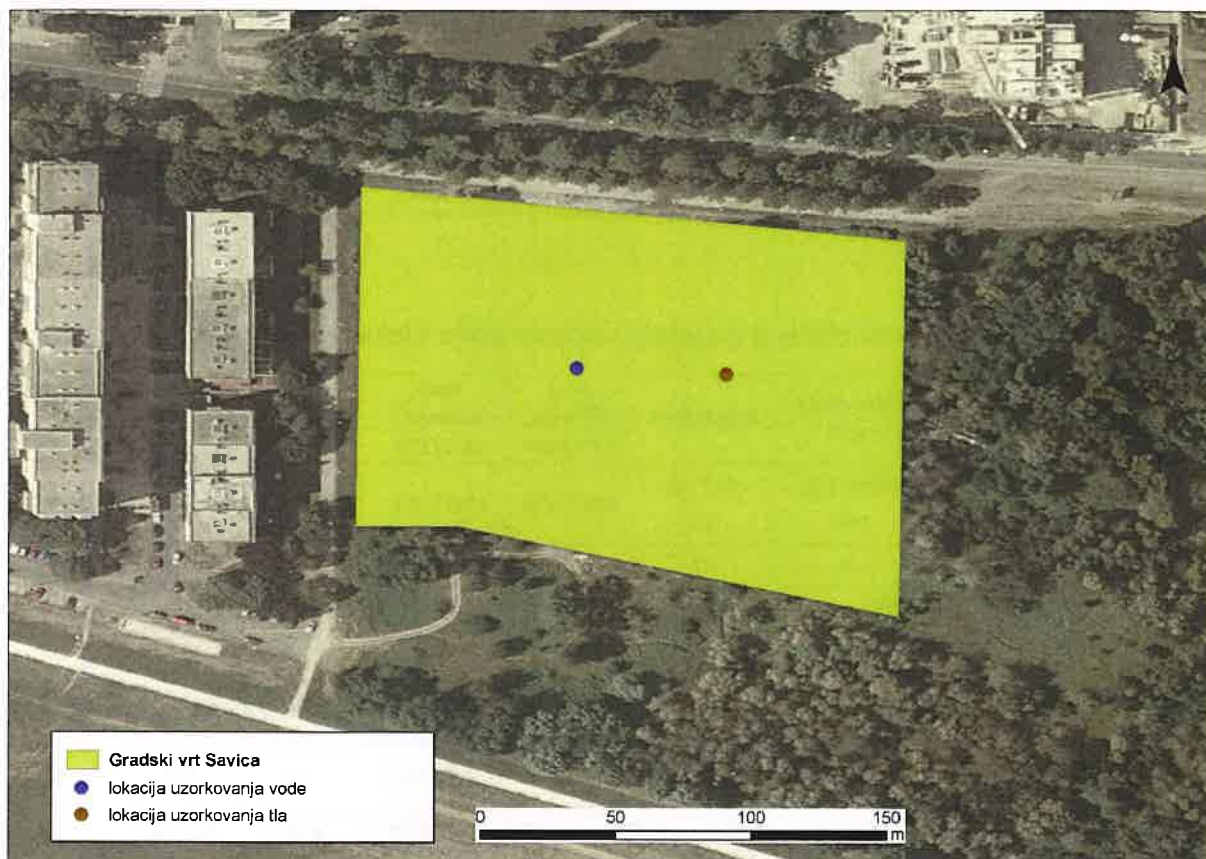 Gradski vrt Savica
lokacija uzorkovanja vode
lokacija uzorkovanja tla
0 50 100 150
m